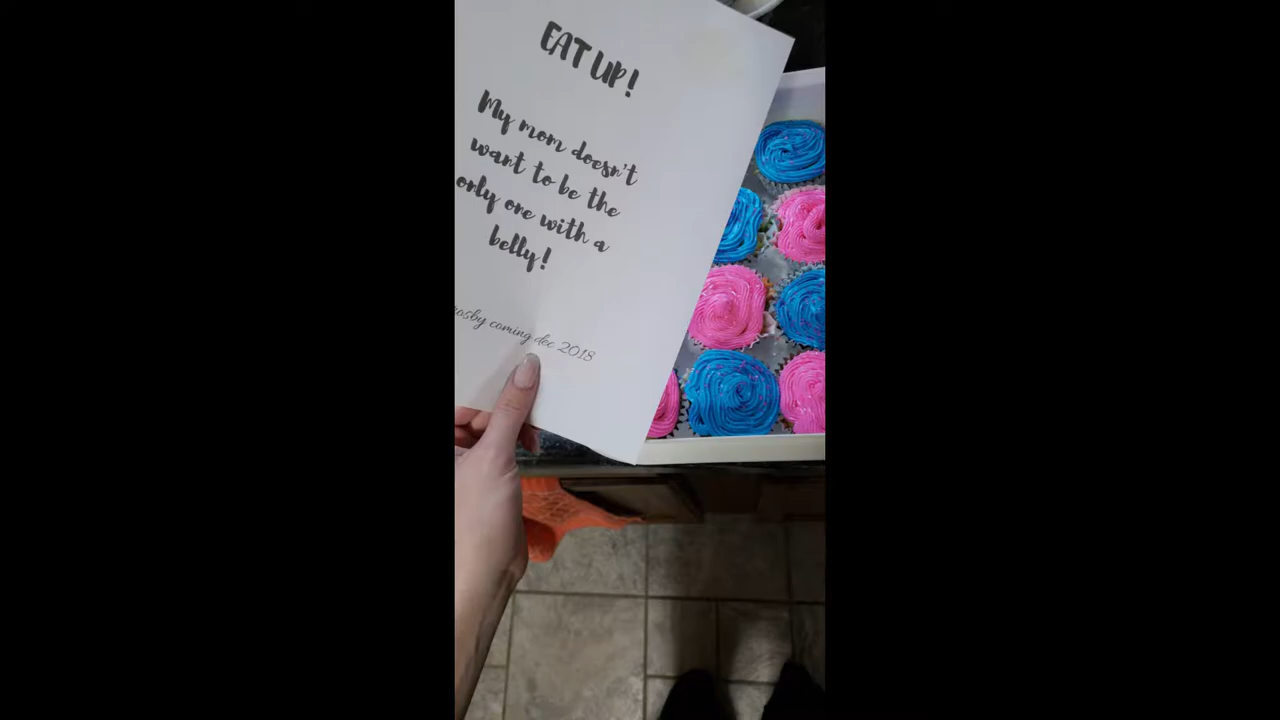 EAT UP!
My mom doesn't
want to be the
only one with a
belly!
coming dec 2018